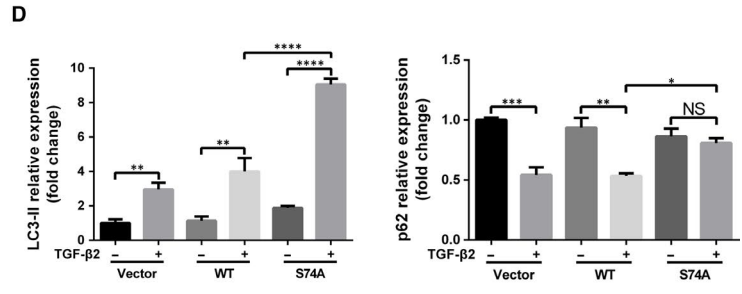 D
LC3-II relative expression
(fold change)
10
8
6
4
2
0
**
**
****
****
TGF-β2 – + – + – +
Vector WT S74A
p62 relative expression
(fold change)
1.5
1.0
0.5
0.0
***
**
*
NS
TGF-β2 – + – + – +
Vector WT S74A